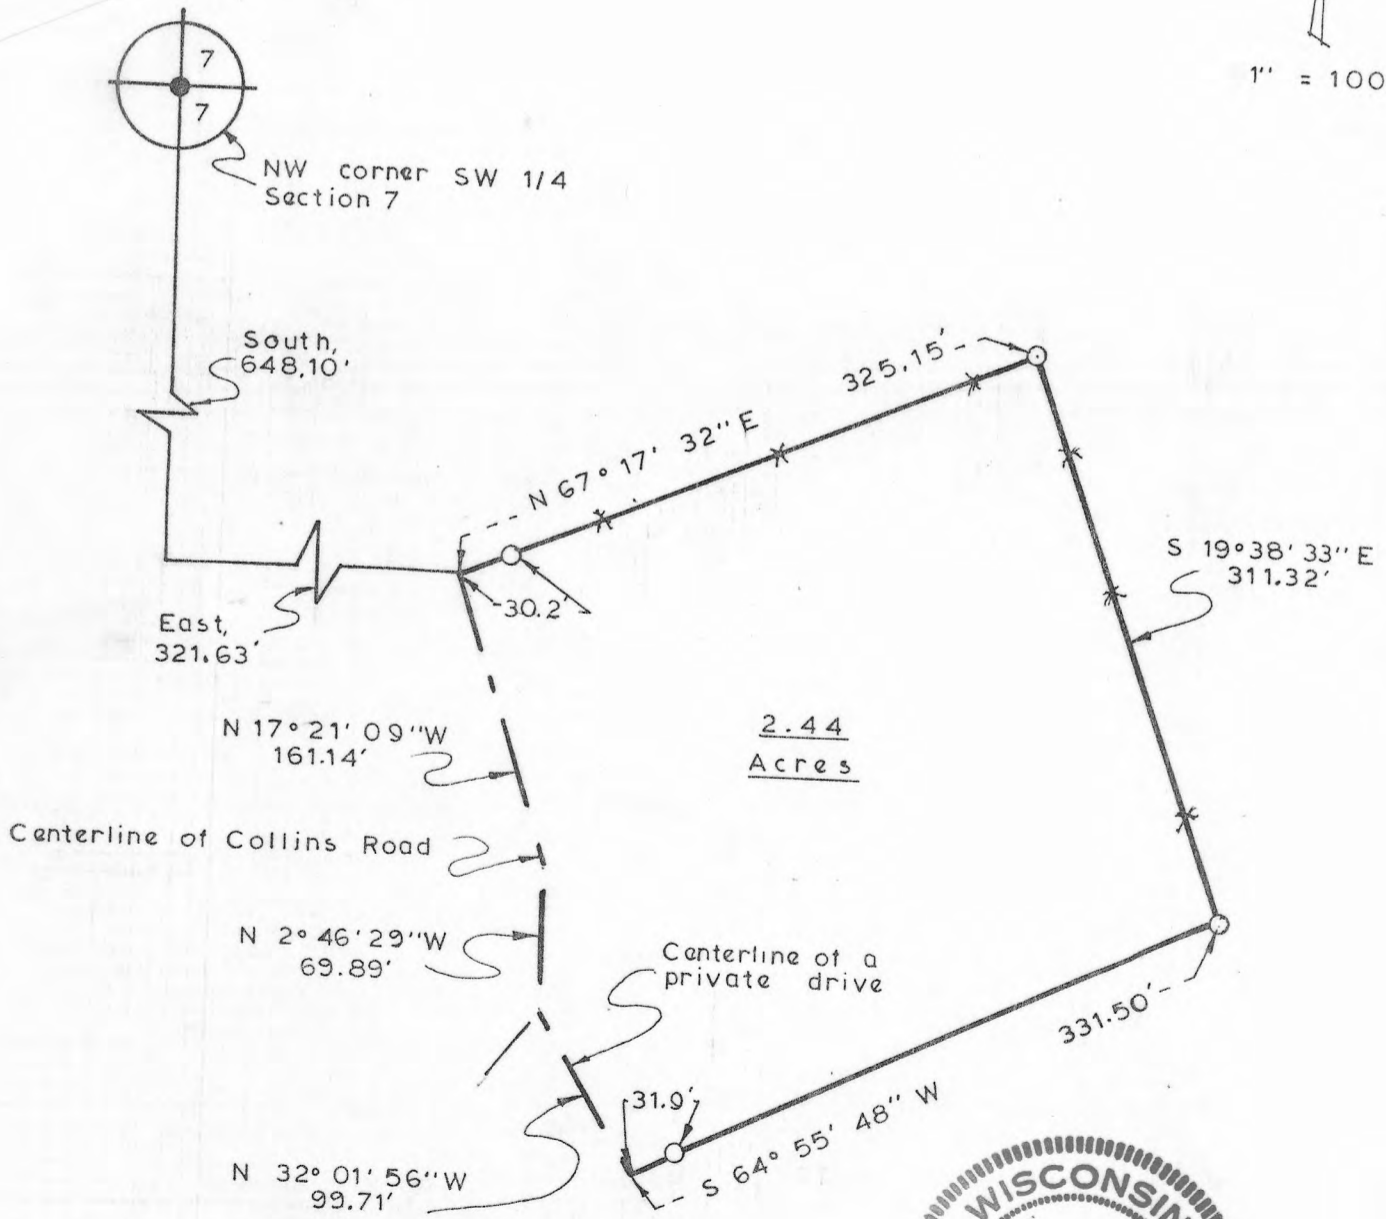 7
7
1" = 100
NW corner SW 1/4
Section 7
South,
648.10'
325.15'
N 67° 17' 32" E
S 19° 38' 33" E
311.32'
30.2'
East,
321.63'
N 17° 21' 09" W
161.14'
2.44
Acres
Centerline of Collins Road
N 2° 46' 29" W
69.89'
Centerline of a
private drive
331.50'
31.9'
S 64° 55' 48" W
N 32° 01' 56" W
99.71'
WISCONSIN